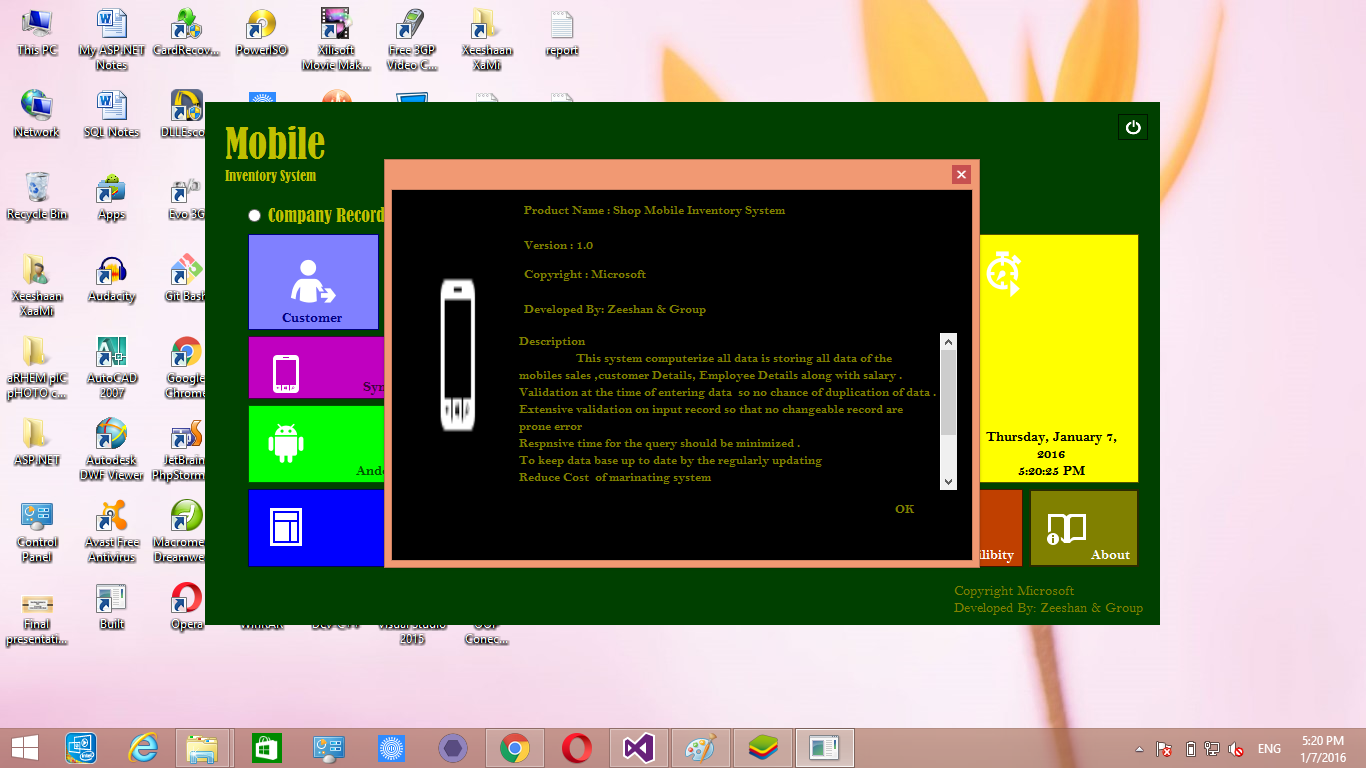 This PC
My ASP.NET
Notes
CardRecov...
PowerISO
Xilisoft
Movie Mak...
Free 3GP
Video C...
Xeeshaan
XaMi
report
Network
SQL Notes
DLLEsco
Recycle Bin
Apps
Evo 3G
Xeeshaan
XaaMi
Audacity
Git Bash
aRHEM pIC
pHOTO c...
AutoCAD
2007
Google
Chrome
ASP.NET
Autodesk
DWF Viewer
JetBrain
PhpStorm
Control
Panel
Avast Free
Antivirus
Macrome
Dreamwe
Final
presentati...
Built
Opera
WinRAR
Dev-C++
Visual Studio
2015
OOP
Conec...
Mobile
Inventory System
Company Record
Customer
Sym
Ando
Product Name : Shop Mobile Inventory System
Version : 1.0
Copyright : Microsoft
Developed By: Zeeshan & Group
Description
This system computerize all data is storing all data of the
mobiles sales ,customer Details, Employee Details along with salary .
Validation at the time of entering data so no chance of duplication of data .
Extensive validation on input record so that no changeable record are
prone error
Respnsive time for the query should be minimized .
To keep data base up to date by the regularly updating
Reduce Cost of marinating system
OK
Thursday, January 7,
2016
5:20:25 PM
ilibity
About
Copyright Microsoft
Developed By: Zeeshan & Group
ENG
5:20 PM
1/7/2016